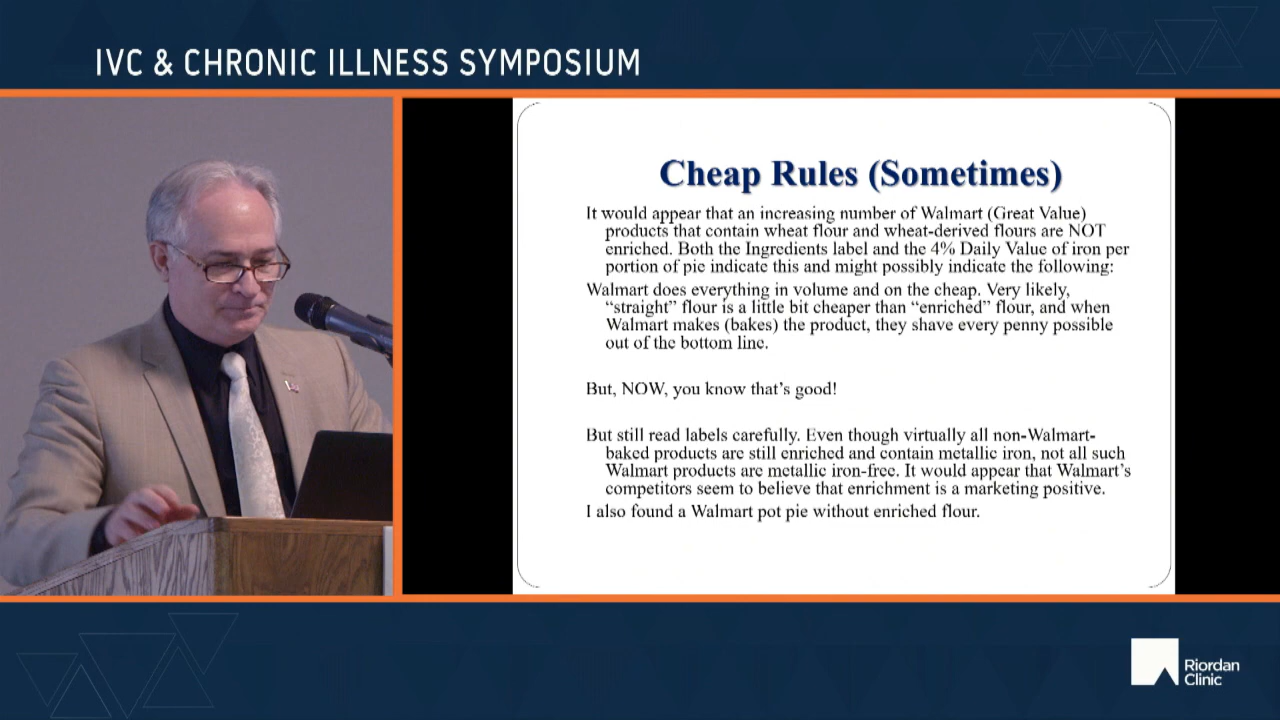 IVC & CHRONIC ILLNESS SYMPOSIUM
Cheap Rules (Sometimes)
It would appear that an increasing number of Walmart (Great Value)
products that contain wheat flour and wheat-derived flours are NOT
enriched. Both the Ingredients label and the 4% Daily Value of iron per
portion of pie indicate this and might possibly indicate the following:
Walmart does everything in volume and on the cheap. Very likely,
“straight” flour is a little bit cheaper than “enriched” flour, and when
Walmart makes (bakes) the product, they shave every penny possible
out of the bottom line.
But, NOW, you know that’s good!
But still read labels carefully. Even though virtually all non-Walmart-
baked products are still enriched and contain metallic iron, not all such
Walmart products are metallic iron-free. It would appear that Walmart’s
competitors seem to believe that enrichment is a marketing positive.
I also found a Walmart pot pie without enriched flour.
Riordan
Clinic